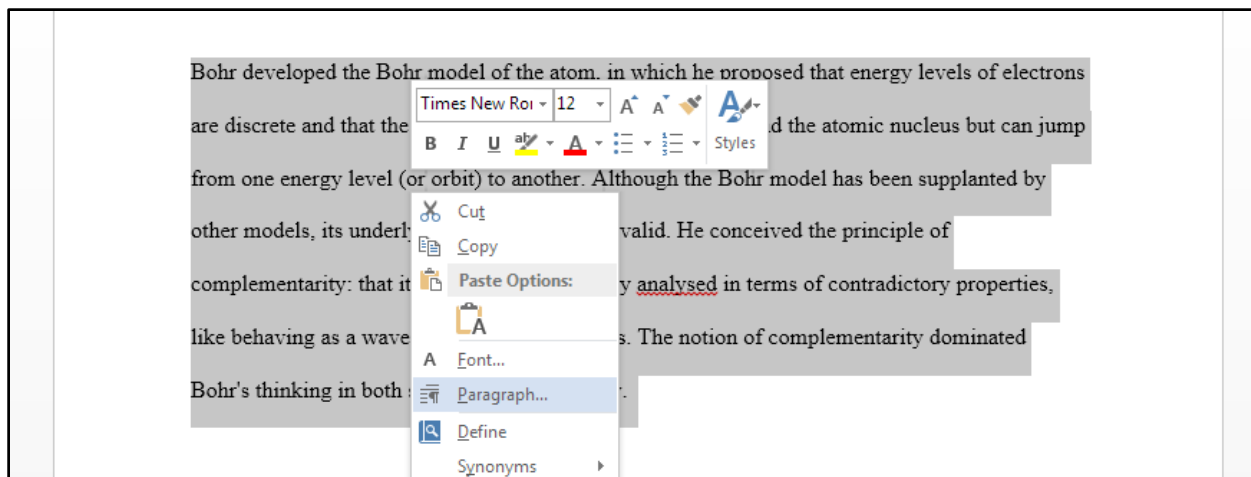 Bohr developed the Bohr model of the atom, in which he proposed that energy levels of electrons
Times New Ro
12
are discrete and that the
d the atomic nucleus but can jump
B I U
Styles
from one energy level (or orbit) to another. Although the Bohr model has been supplanted by
Cut
other models, its underl
valid. He conceived the principle of
Copy
complementarity: that it
Paste Options:
y analysed in terms of contradictory properties,
like behaving as a wave
s. The notion of complementarity dominated
Font...
Bohr's thinking in both
Paragraph...
Define
Synonyms